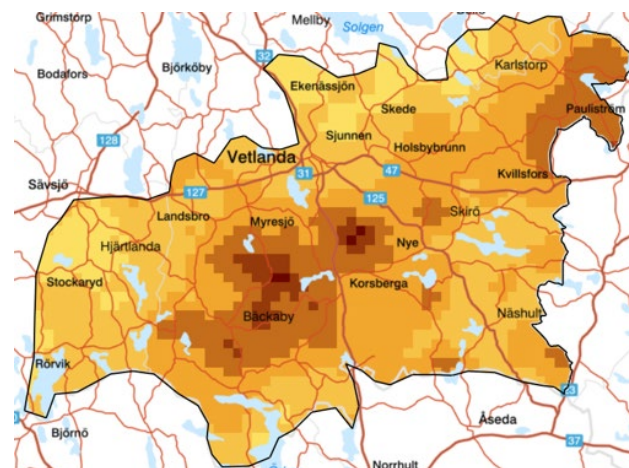 Grimstorp
Mellby
Solgen
32
Bodafors
Björköby
Karlstorp
Ekenässjön
Skede
Pauliström
Sjunnen
128
Holsbybrunn
Vetlanda
Sävsjö
127
31
47
Kvillsfors
125
Landsbro
Myresjö
Skirö
Hjärtlanda
Nye
Stockaryd
Korsberga
Bäckaby
Näshult
Rörvik
23
Åseda
Björnö
37
Norrhult